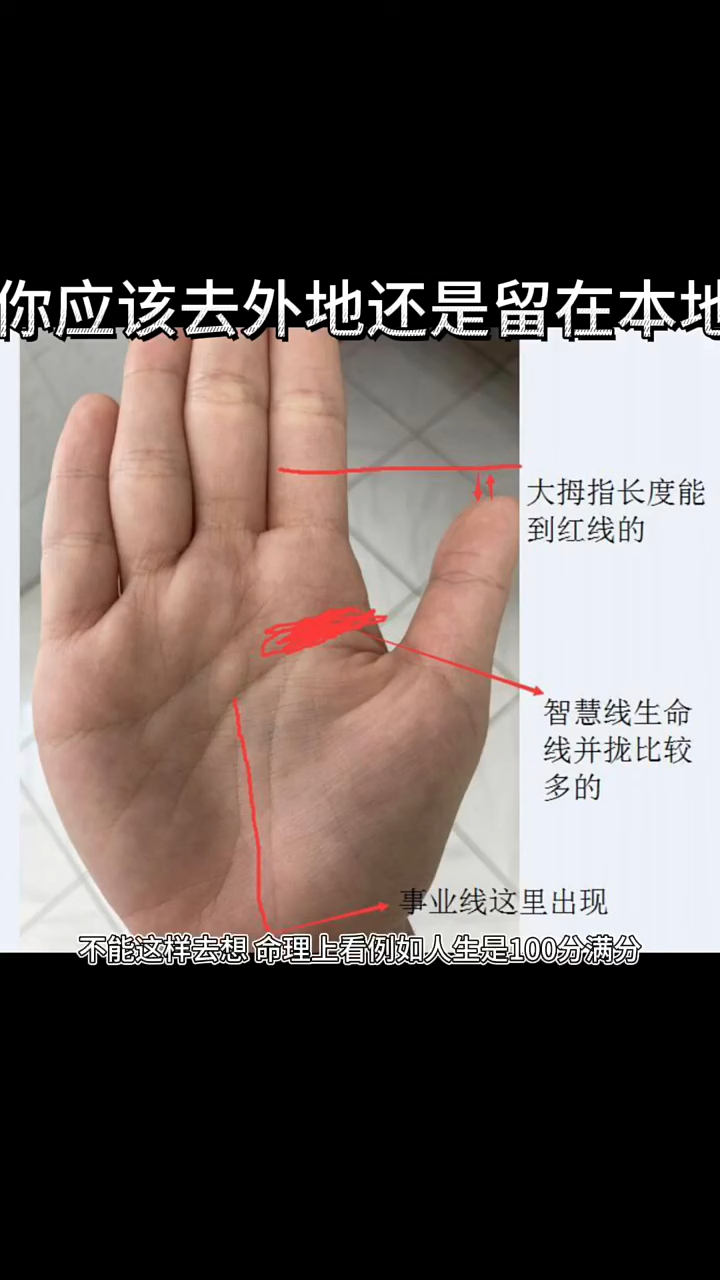 你应该去外地还是留在本地
大拇指长度能
到红线的
智慧线生命
线并拢比较
多的
事业线这里出现
不能这样去想 命理上看例如人生是100分满分